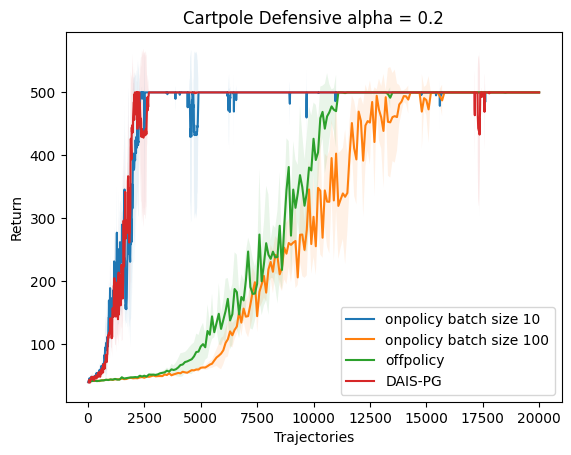 Cartpole Defensive alpha = 0.2
Return
500
400
300
200
100
0
2500
5000
7500
10000
12500
15000
17500
20000
Trajectories
onpolicy batch size 10
onpolicy batch size 100
offpolicy
DAIS-PG